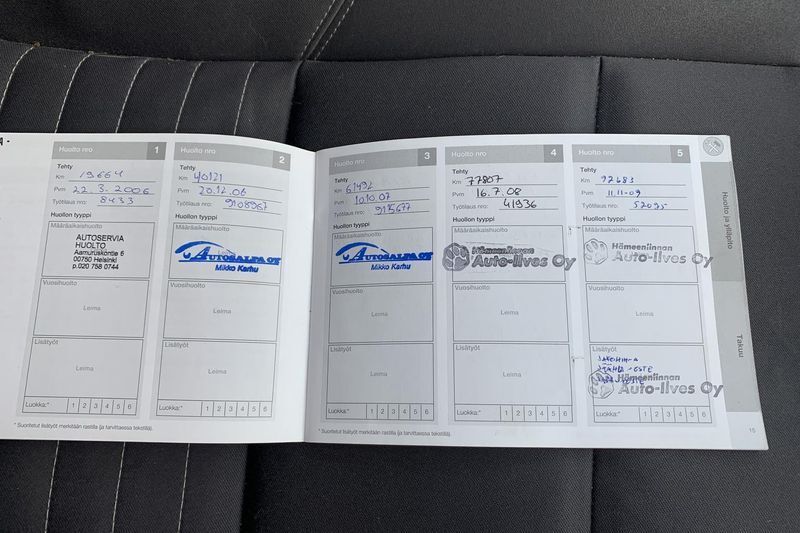 A -
Huolto nro 1
Tehty
Km 19664
Pvm 22.3.2006
Työtilaus nro: 8433
Huollon tyyppi
Määräaikaishuolto
AUTOSERVIA
HUOLTO
Aamuruskontie 6
00750 Helsinki
p.020 758 0744
Vuosihuolto
Leima
Lisätyöt
Leima
Luokka:* 1 2 3 4 5 6
Huolto nro 2
Tehty
Km 40121
Pvm 20.12.06
Työtilaus nro: 9108967
Huollon tyyppi
Määräaikaishuolto
AUTOSALPA OY
Mikko Karhu
Vuosihuolto
Leima
Lisätyöt
Leima
Luokka:* 1 2 3 4 5 6
* Suoritetut lisätyöt merkitään rastilla (ja tarvittaessa tekstillä).
Huolto nro 3
Tehty
Km 61492
Pvm 10.10.07
Työtilaus nro: 9115677
Huollon tyyppi
Määräaikaishuolto
AUTOSALPA OY
Mikko Karhu
Vuosihuolto
Leima
Lisätyöt
Leima
Luokka:* 1 2 3 4 5 6
Huolto nro 4
Tehty
Km 77807
Pvm 16.7.08
Työtilaus nro: 41936
Huollon tyyppi
Määräaikaishuolto
Hämeenlinnan
Auto-Ilves Oy
Vuosihuolto
Leima
Lisätyöt
Leima
Luokka:* 1 2 3 4 5 6
Huolto nro 5
Tehty
Km 92683
Pvm 11.11-09
Työtilaus nro: 52095
Huollon tyyppi
Määräaikaishuolto
Hämeenlinnan
Auto-Ilves Oy
Vuosihuolto
Leima
Lisätyöt
Hämeenlinnan
Auto-Ilves Oy
Luokka:* 1 2 3 4 5 6
* Suoritetut lisätyöt merkitään rastilla (ja tarvittaessa tekstillä).
Huolto ja ylläpito
Takuu
15